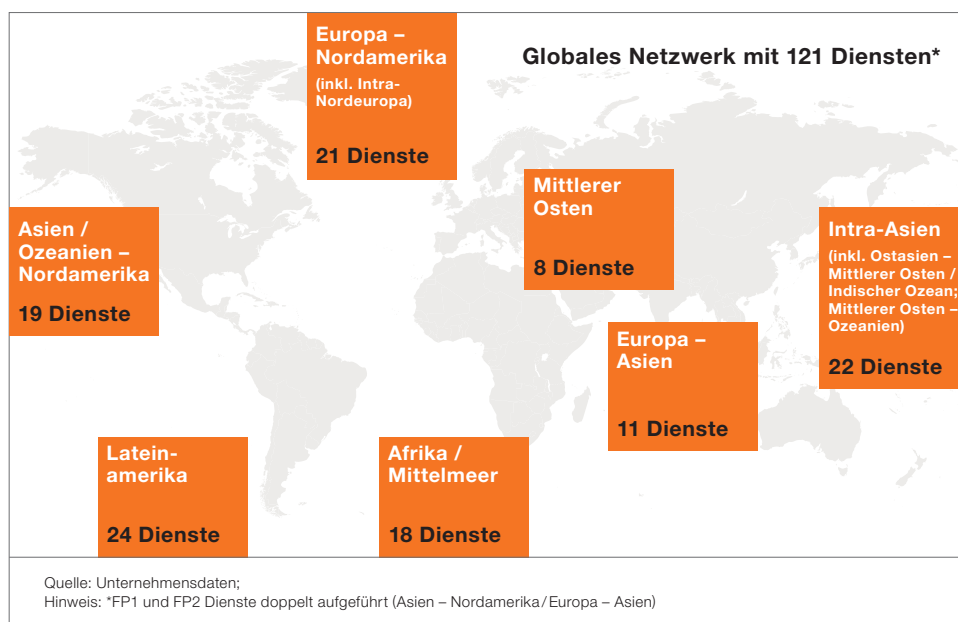 Globales Netzwerk mit 121 Diensten*
Europa –
Nordamerika
(inkl. Intra-
Nordeuropa)
21 Dienste
Mittlerer
Osten
8 Dienste
Asien /
Ozeanien –
Nordamerika
19 Dienste
Intra-Asien
(inkl. Ostasien –
Mittlerer Osten /
Indischer Ozean;
Mittlerer Osten –
Ozeanien)
22 Dienste
Europa –
Asien
11 Dienste
Latein-
amerika
24 Dienste
Afrika /
Mittelmeer
18 Dienste
Quelle: Unternehmensdaten;
Hinweis: *FP1 und FP2 Dienste doppelt aufgeführt (Asien – Nordamerika/Europa – Asien)